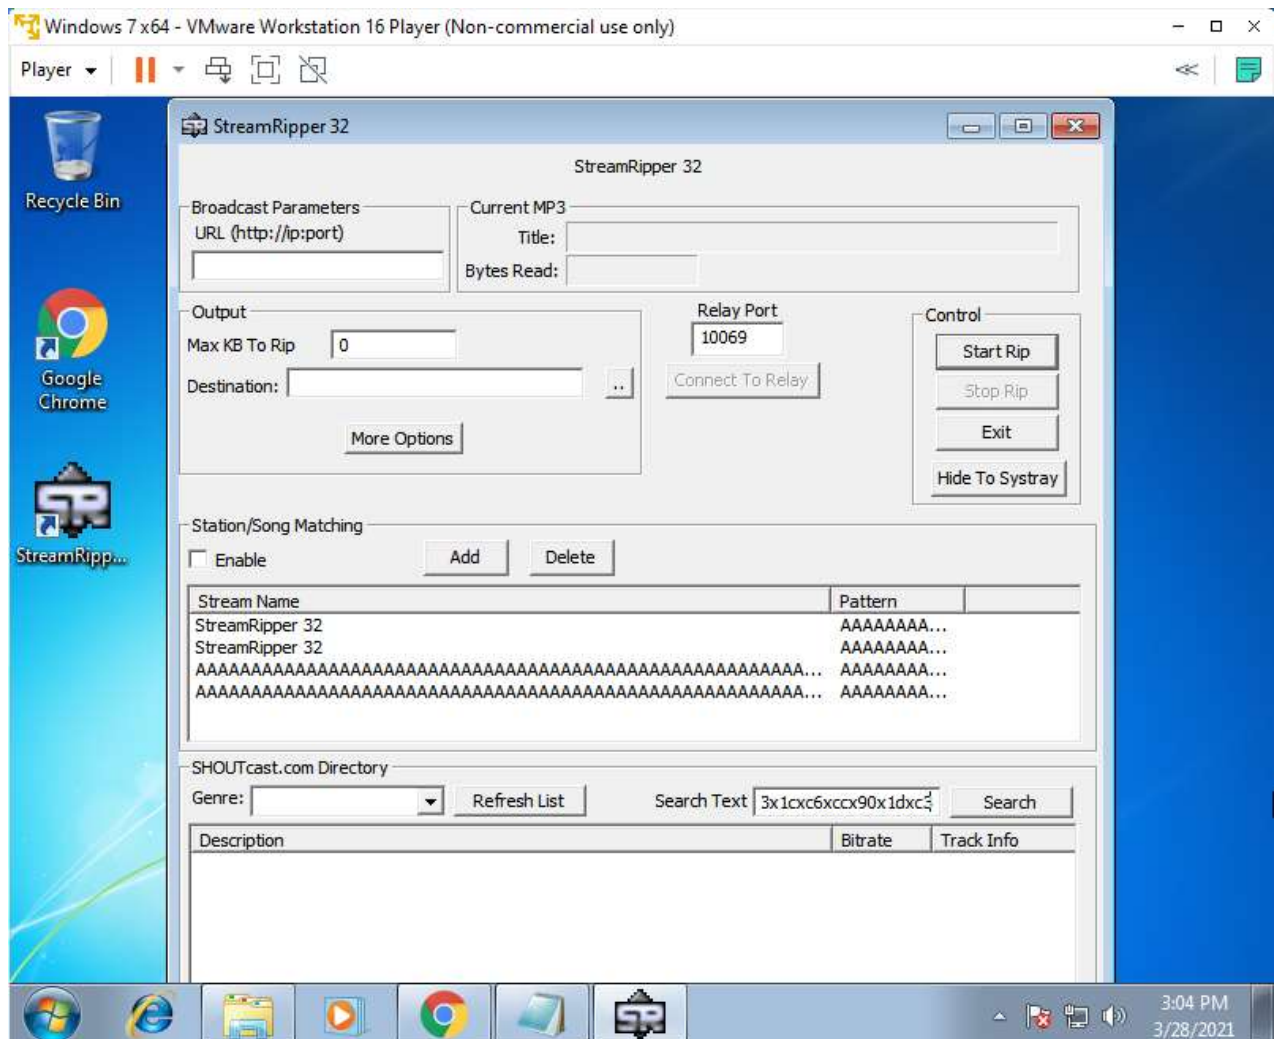 Windows 7 x64 - VMware Workstation 16 Player (Non-commercial use only)
Player
Recycle Bin
Google
Chrome
StreamRipp...
StreamRipper 32
StreamRipper 32
Broadcast Parameters
URL (http://ip:port)
Current MP3
Title:
Bytes Read:
Output
Max KB To Rip 0
Destination: ..
More Options
Relay Port
10069
Connect To Relay
Control
Start Rip
Stop Rip
Exit
Hide To Systray
Station/Song Matching
Enable Add Delete
Stream Name Pattern
StreamRipper 32 AAAAAAAA...
StreamRipper 32 AAAAAAAA...
AAAAAAAAAAAAAAAAAAAAAAAAAAAAAAAAAAAAAAAAAAAAAAAAAAAAAAA... AAAAAAAA...
AAAAAAAAAAAAAAAAAAAAAAAAAAAAAAAAAAAAAAAAAAAAAAAAAAAAAAA... AAAAAAAA...
SHOUTcast.com Directory
Genre: Refresh List Search Text 3x1cxc6xccx90x1dxc3 Search
Description Bitrate Track Info
3:04 PM
3/28/2021